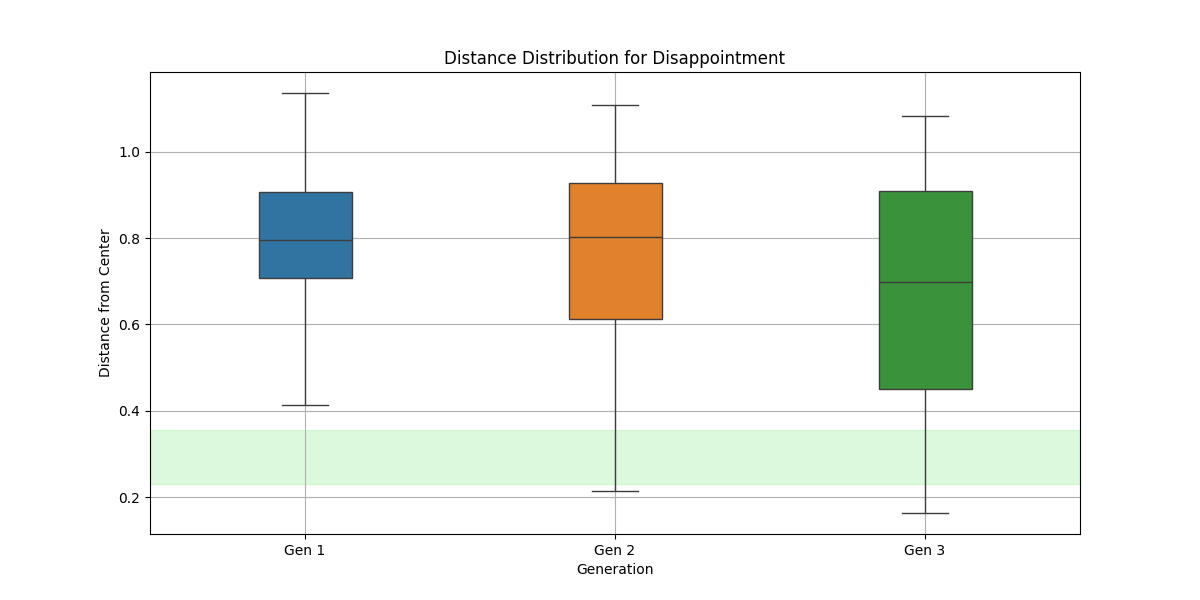 Distance Distribution for Disappointment
Distance from Center
1.0
0.8
0.6
0.4
0.2
Gen 1
Gen 2
Gen 3
Generation